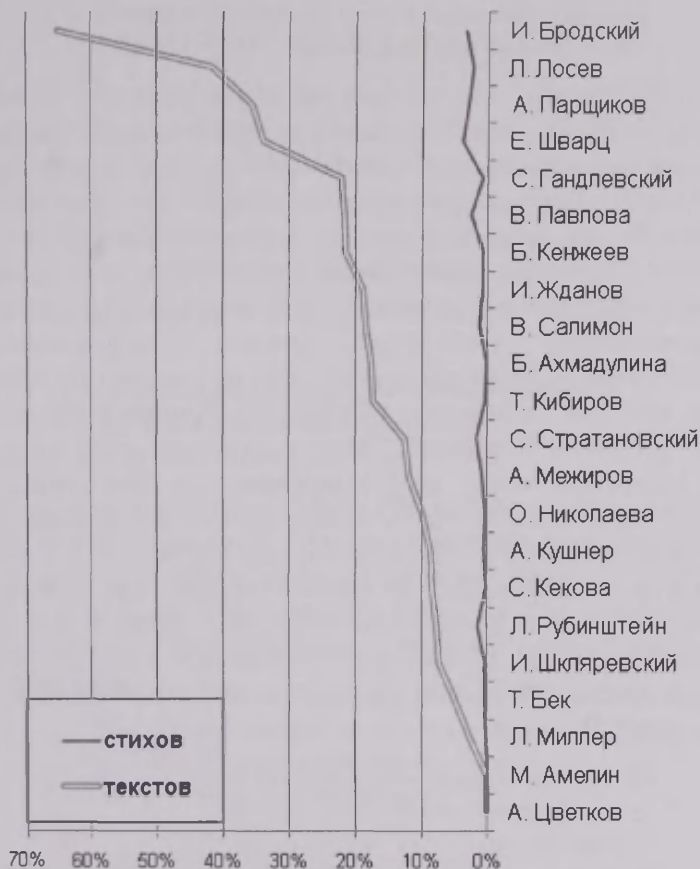 И. Бродский
Л. Лосев
А. Парщиков
Е. Шварц
С. Гандлевский
В. Павлова
Б. Кенжеев
И. Жданов
В. Салимон
Б. Ахмадулина
Т. Кибиров
С. Стратановский
А. Межиров
О. Николаева
А. Кушнер
С. Кекова
Л. Рубинштейн
И. Шкляревский
Т. Бек
Л. Миллер
М. Амелин
А. Цветков
стихов
текстов
70% 60% 50% 40% 30% 20% 10% 0%